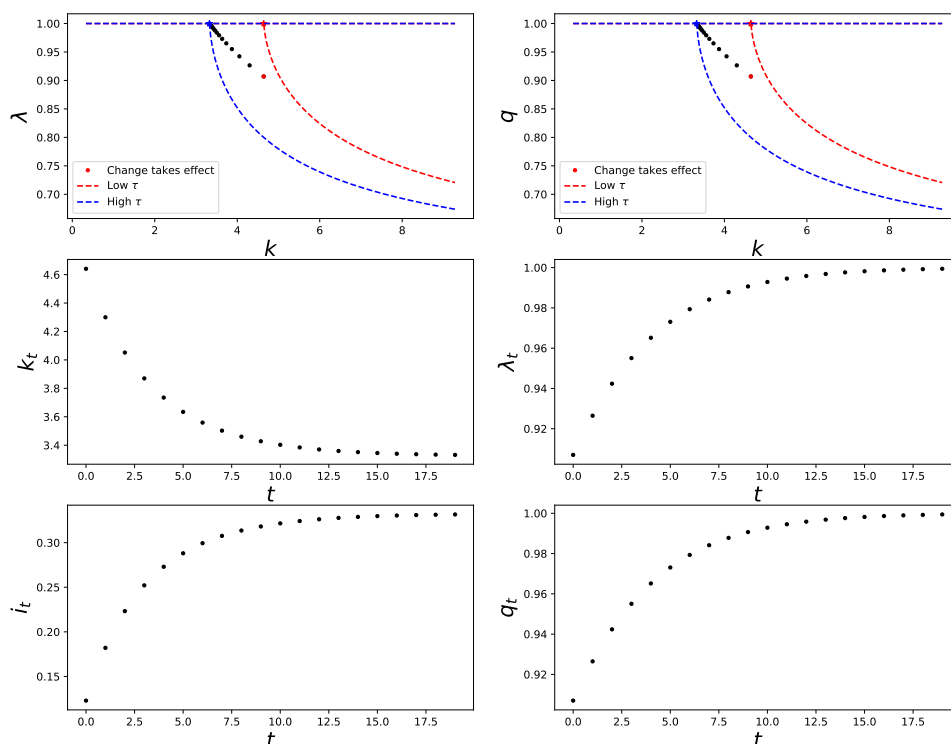 1.00
0.95
0.90
0.85
0.80
0.75
0.70
λ
Change takes effect
Low τ
High τ
0 2 4 6 8
k
1.00
0.95
0.90
0.85
0.80
0.75
0.70
q
Change takes effect
Low τ
High τ
0 2 4 6 8
k
4.6
4.4
4.2
4.0
3.8
3.6
3.4
k_t
0.0 2.5 5.0 7.5 10.0 12.5 15.0 17.5
t
1.00
0.98
0.96
0.94
0.92
λ_t
0.0 2.5 5.0 7.5 10.0 12.5 15.0 17.5
t
0.30
0.25
0.20
0.15
i_t
0.0 2.5 5.0 7.5 10.0 12.5 15.0 17.5
t
1.00
0.98
0.96
0.94
0.92
q_t
0.0 2.5 5.0 7.5 10.0 12.5 15.0 17.5
t